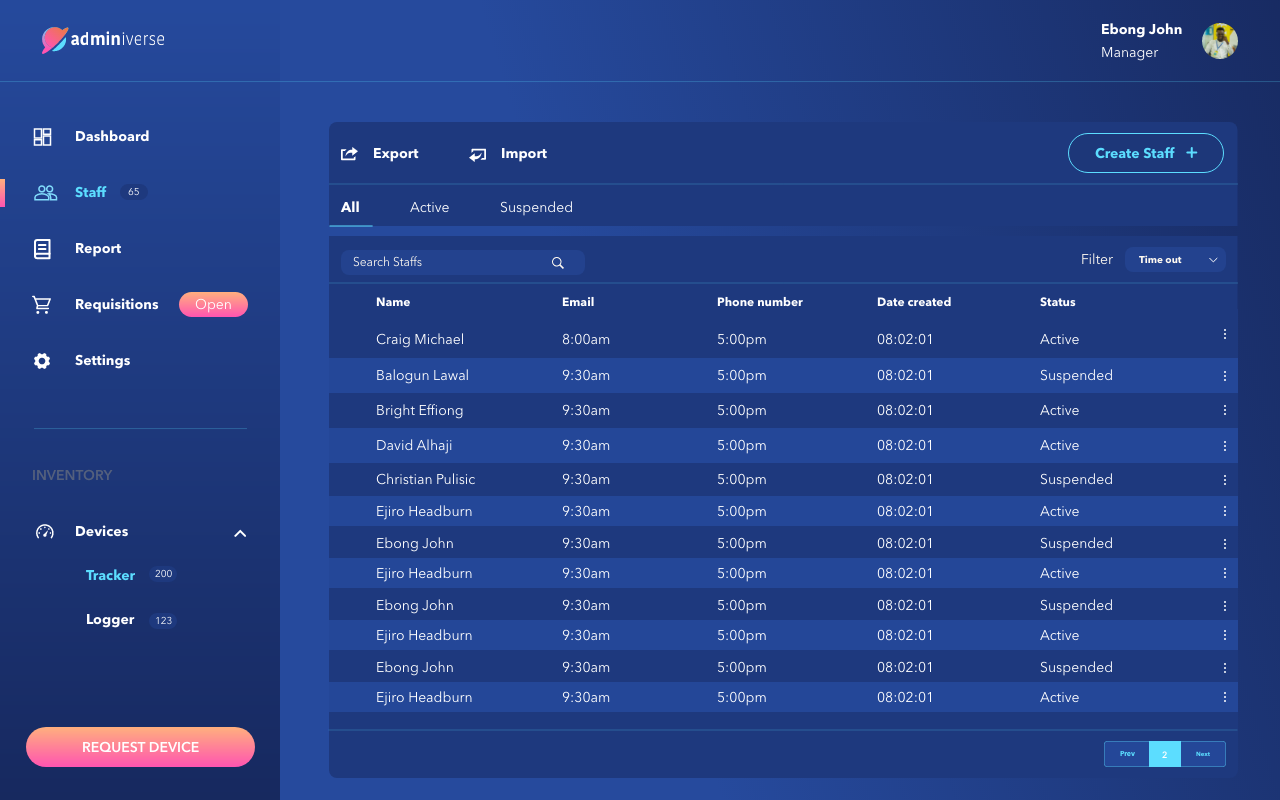 adminiverse
Ebong John
Manager
Dashboard
Staff 65
Report
Requisitions Open
Settings
INVENTORY
Devices
Tracker 200
Logger 123
REQUEST DEVICE
Export Import Create Staff +
All Active Suspended
Search Staffs Filter Time out
Name Email Phone number Date created Status
Craig Michael 8:00am 5:00pm 08:02:01 Active
Balogun Lawal 9:30am 5:00pm 08:02:01 Suspended
Bright Effiong 9:30am 5:00pm 08:02:01 Active
David Alhaji 9:30am 5:00pm 08:02:01 Active
Christian Pulisic 9:30am 5:00pm 08:02:01 Suspended
Ejiro Headburn 9:30am 5:00pm 08:02:01 Active
Ebong John 9:30am 5:00pm 08:02:01 Suspended
Ejiro Headburn 9:30am 5:00pm 08:02:01 Active
Ebong John 9:30am 5:00pm 08:02:01 Suspended
Ejiro Headburn 9:30am 5:00pm 08:02:01 Active
Ebong John 9:30am 5:00pm 08:02:01 Suspended
Ejiro Headburn 9:30am 5:00pm 08:02:01 Active
Prev 2 Next